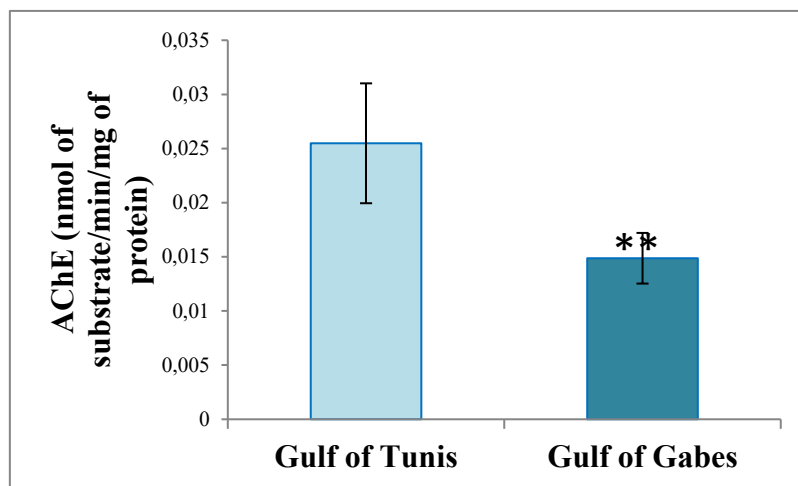 AChE (nmol of
substrate/min/mg of
protein)
0,035
0,03
0,025
0,02
0,015
0,01
0,005
0
**
Gulf of Tunis
Gulf of Gabes